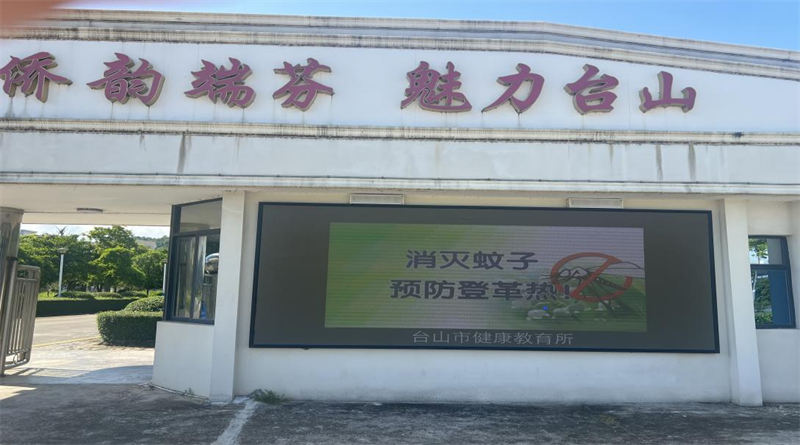 侨韵瑞芬 魅力台山
消灭蚊子
预防登革热!
台山市健康教育所